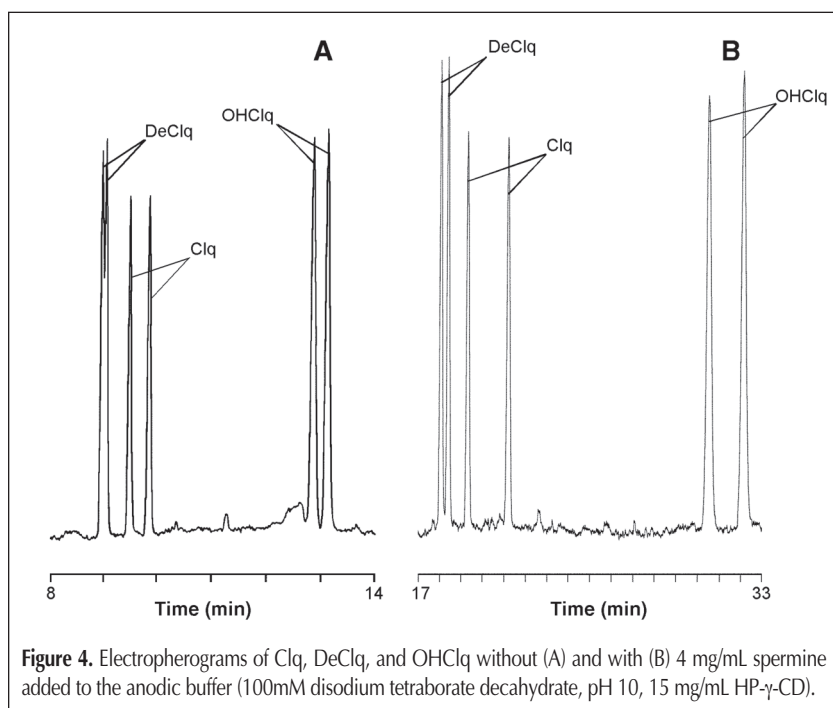 A
B
DeClq
OHClq
Clq
DeClq
Clq
OHClq
8
14
Time (min)
17
33
Time (min)
Figure 4. Electropherograms of Clq, DeClq, and OHClq without (A) and with (B) 4 mg/mL spermine
added to the anodic buffer (100mM disodium tetraborate decahydrate, pH 10, 15 mg/mL HP-γ-CD).